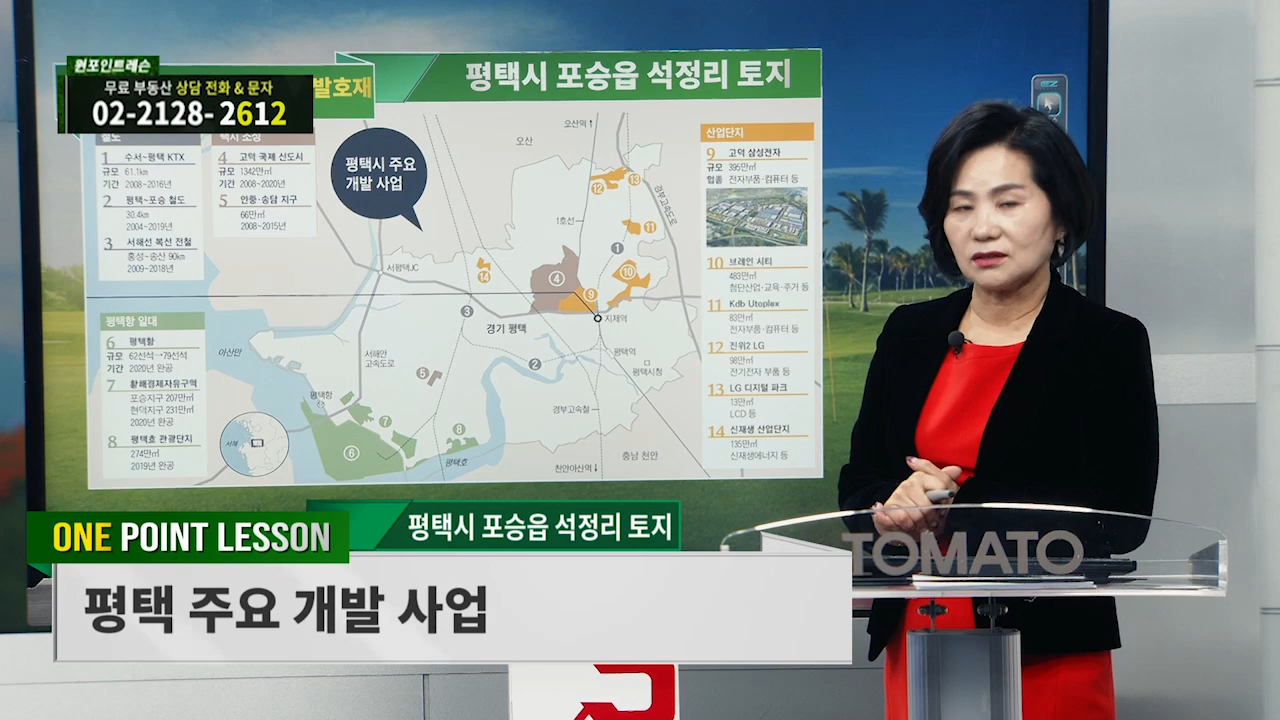 원포인트레슨
무료 부동산 상담 전화 & 문자
02-2128-2612
발호재
평택시 포승읍 석정리 토지
평택시 주요
개발 사업
철도
택시 조성
1 수서~평택 KTX
규모 61.1km
기간 2008~2016년
2 평택~포승 철도
30.4km
2004~2019년
3 서해선 복선 전철
홍성~송산 90km
2009~2018년
4 고덕 국제 신도시
규모 1342만㎡
기간 2008~2020년
5 안중·송담 지구
66만㎡
2008~2015년
평택항 일대
6 평택항
규모 62선석→79선석
기간 2020년 완공
7 황해경제자유구역
포승지구 207만㎡
현덕지구 231만㎡
2020년 완공
8 평택호 관광단지
274만㎡
2019년 완공
산업단지
9 고덕 삼성전자
규모 395만㎡
업종 전자부품·컴퓨터 등
10 브레인 시티
483만㎡
첨단산업·교육·주거 등
11 Kdb Utoplex
83만㎡
전자부품·컴퓨터 등
12 진위2 LG
98만㎡
전기전자 부품 등
13 LG 디지털 파크
13만㎡
LCD 등
14 신재생 산업단지
135만㎡
신재생에너지 등
오산역↑
오산
12
13
경부고속도로
1호선
11
1
서평택JC
14
4
10
9
3
경기 평택
지제역
아산만
서해안
고속도로
2
평택역
평택시청
5
평택항
경부고속철
7
8
6
평택호
서해
평택
천안아산역↓
충남 천안
ONE POINT LESSON
평택시 포승읍 석정리 토지
평택 주요 개발 사업
TOMATO